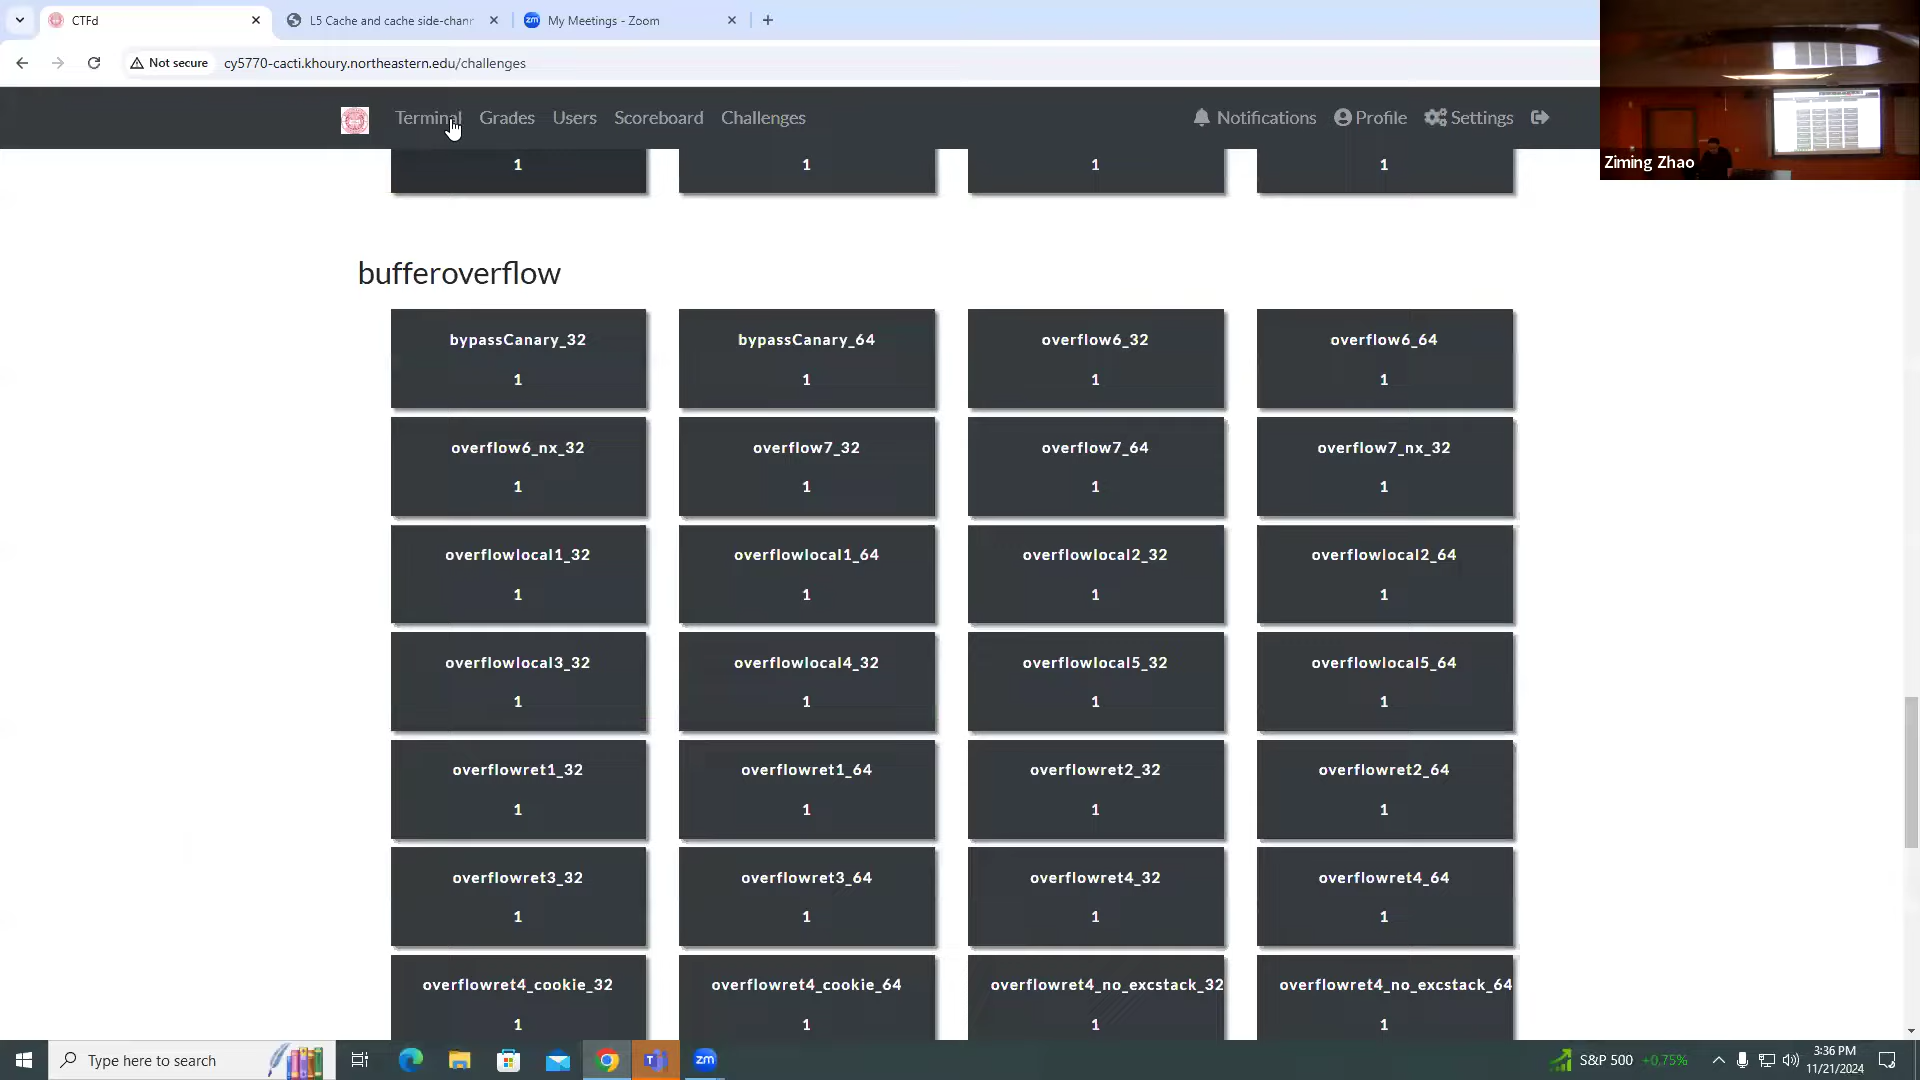 CTFd
L5 Cache and cache side-chann
My Meetings - Zoom
Not secure
cy5770-cacti.khoury.northeastern.edu/challenges
Terminal
Grades
Users
Scoreboard
Challenges
Notifications
Profile
Settings
Ziming Zhao
1
1
1
1
bufferoverflow
bypassCanary_32
1
bypassCanary_64
1
overflow6_32
1
overflow6_64
1
overflow6_nx_32
1
overflow7_32
1
overflow7_64
1
overflow7_nx_32
1
overflowlocal1_32
1
overflowlocal1_64
1
overflowlocal2_32
1
overflowlocal2_64
1
overflowlocal3_32
1
overflowlocal4_32
1
overflowlocal5_32
1
overflowlocal5_64
1
overflowret1_32
1
overflowret1_64
1
overflowret2_32
1
overflowret2_64
1
overflowret3_32
1
overflowret3_64
1
overflowret4_32
1
overflowret4_64
1
overflowret4_cookie_32
1
overflowret4_cookie_64
1
overflowret4_no_excstack_32
1
overflowret4_no_excstack_64
1
Type here to search
zm
S&P 500 +0.75%
3:36 PM
11/21/2024